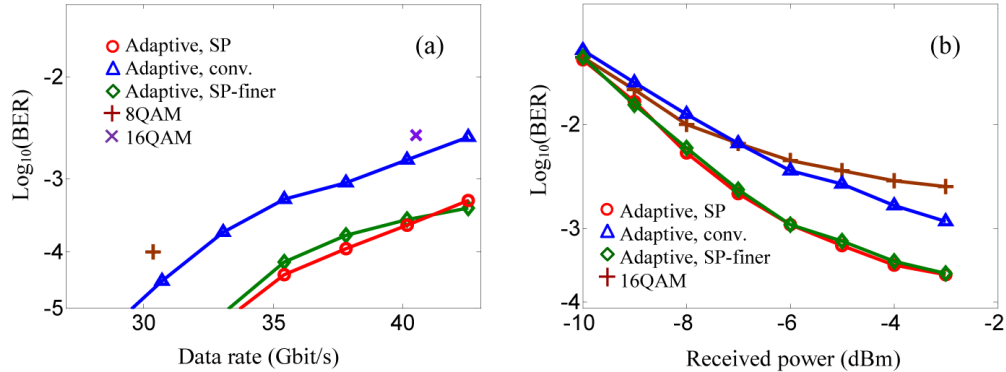 (a)
Adaptive, SP
Adaptive, conv.
Adaptive, SP-finer
8QAM
16QAM
Log10(BER)
-2
-3
-4
-5
30
35
40
Data rate (Gbit/s)
(b)
Log10(BER)
-2
-3
-4
Adaptive, SP
Adaptive, conv.
Adaptive, SP-finer
16QAM
-10
-8
-6
-4
-2
Received power (dBm)